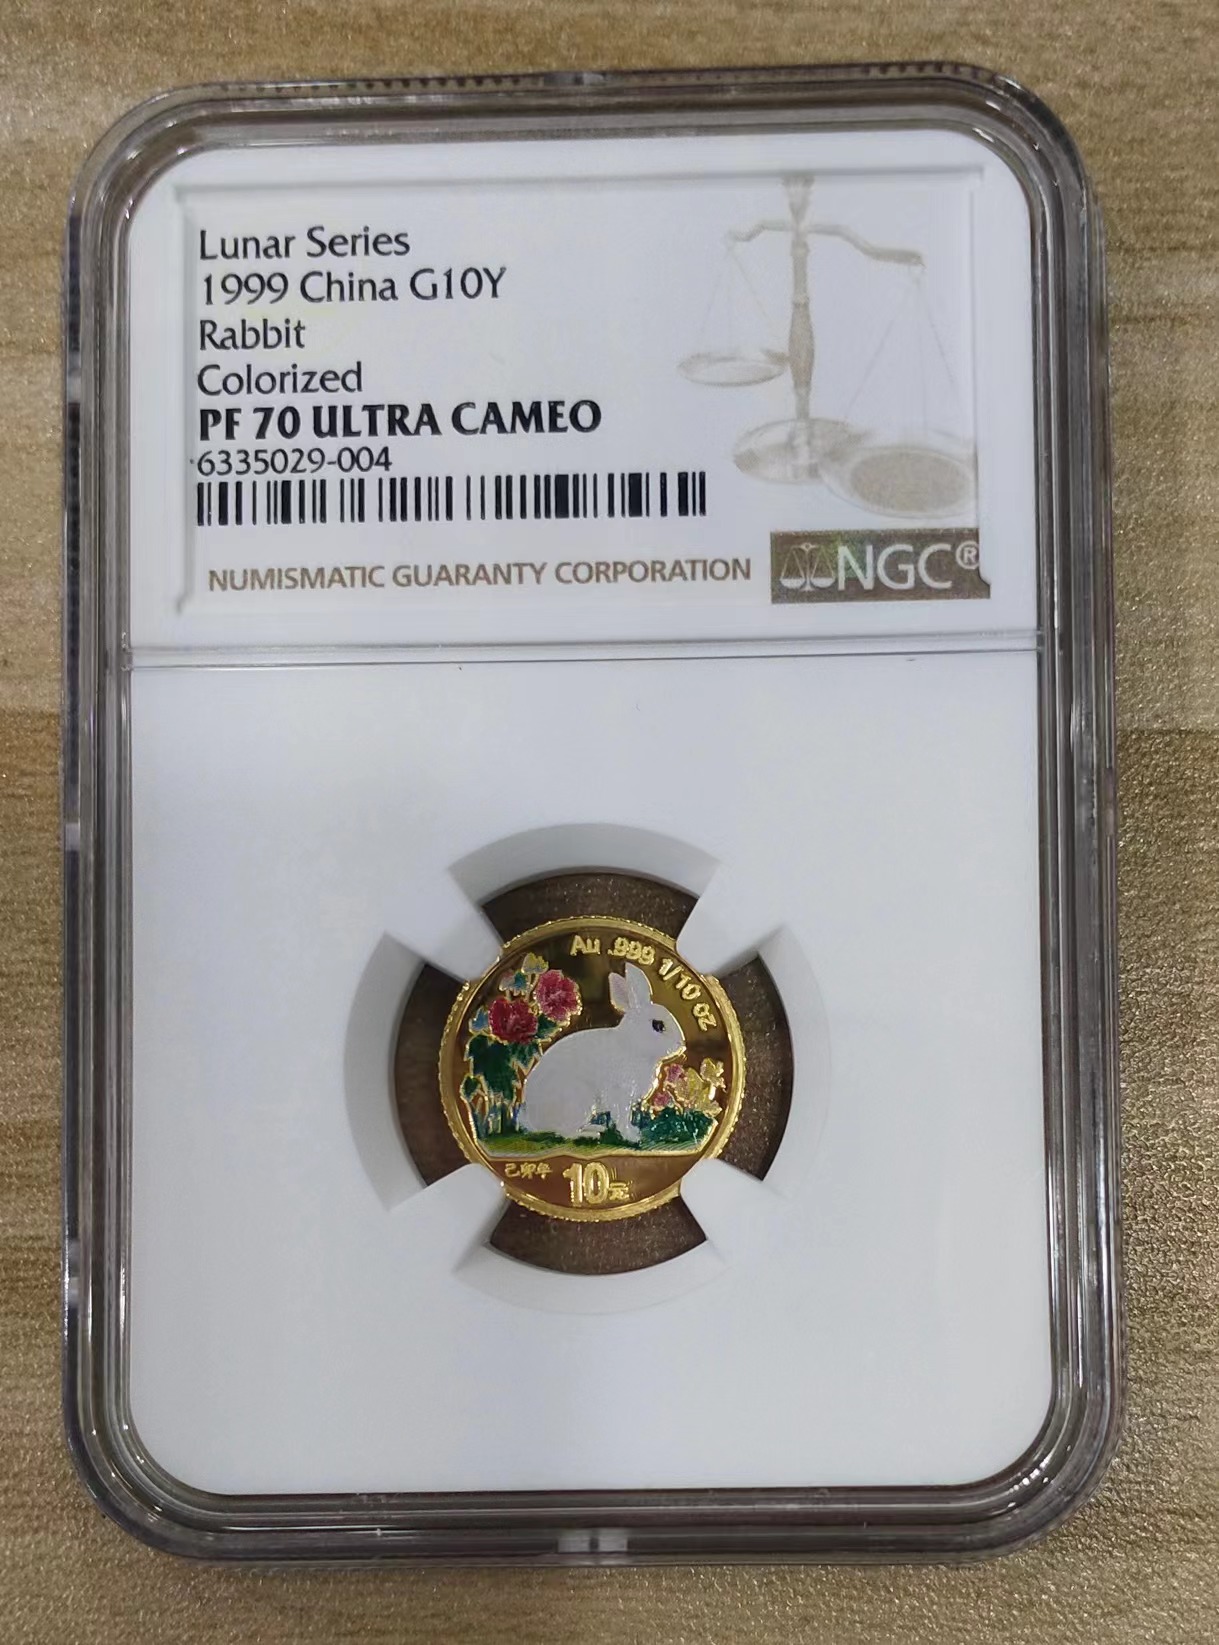 Lunar Series
1999 China G10Y
Rabbit
Colorized
PF 70 ULTRA CAMEO
6335029-004
NUMISMATIC GUARANTY CORPORATION
NGC®
Au .999 1/10 oz
己卯年 10元